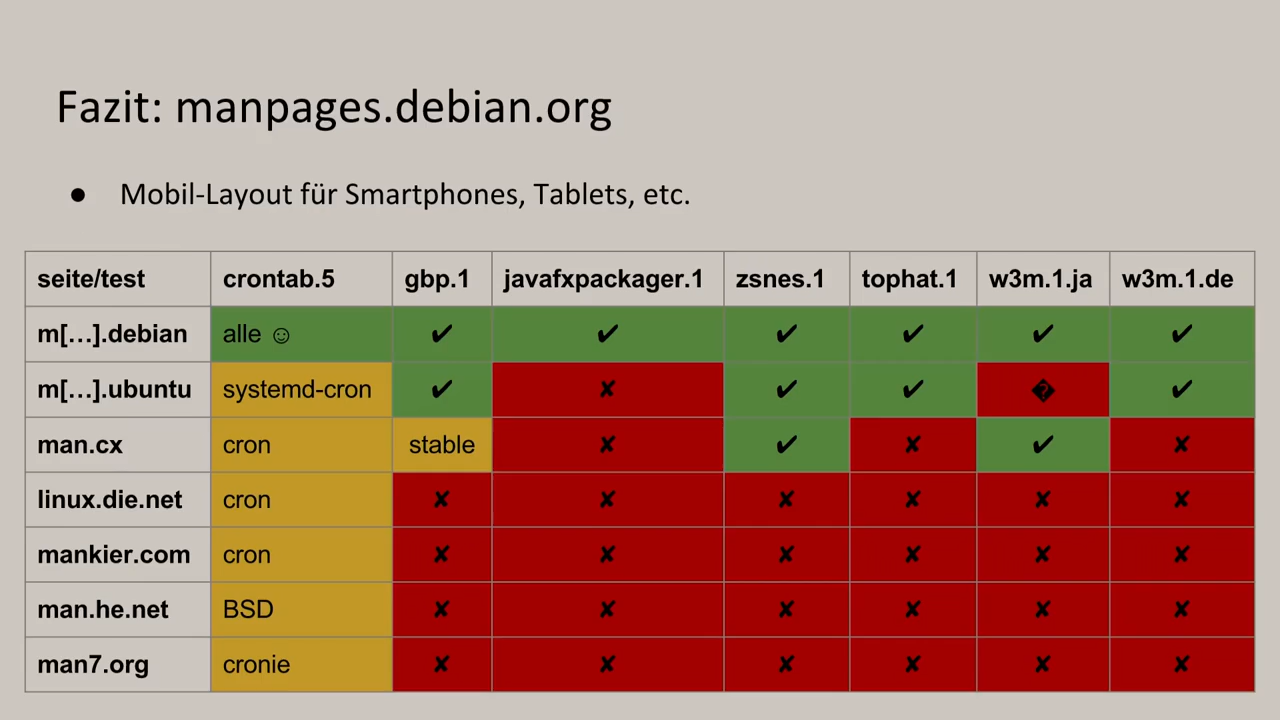 Fazit: manpages.debian.org
● Mobil-Layout für Smartphones, Tablets, etc.
seite/test crontab.5 gbp.1 javafxpackager.1 zsnes.1 tophat.1 w3m.1.ja w3m.1.de
m[…].debian alle ☺ ✔ ✔ ✔ ✔ ✔ ✔
m[…].ubuntu systemd-cron ✔ ✘ ✔ ✔ � ✔
man.cx cron stable ✘ ✔ ✘ ✔ ✘
linux.die.net cron ✘ ✘ ✘ ✘ ✘ ✘
mankier.com cron ✘ ✘ ✘ ✘ ✘ ✘
man.he.net BSD ✘ ✘ ✘ ✘ ✘ ✘
man7.org cronie ✘ ✘ ✘ ✘ ✘ ✘